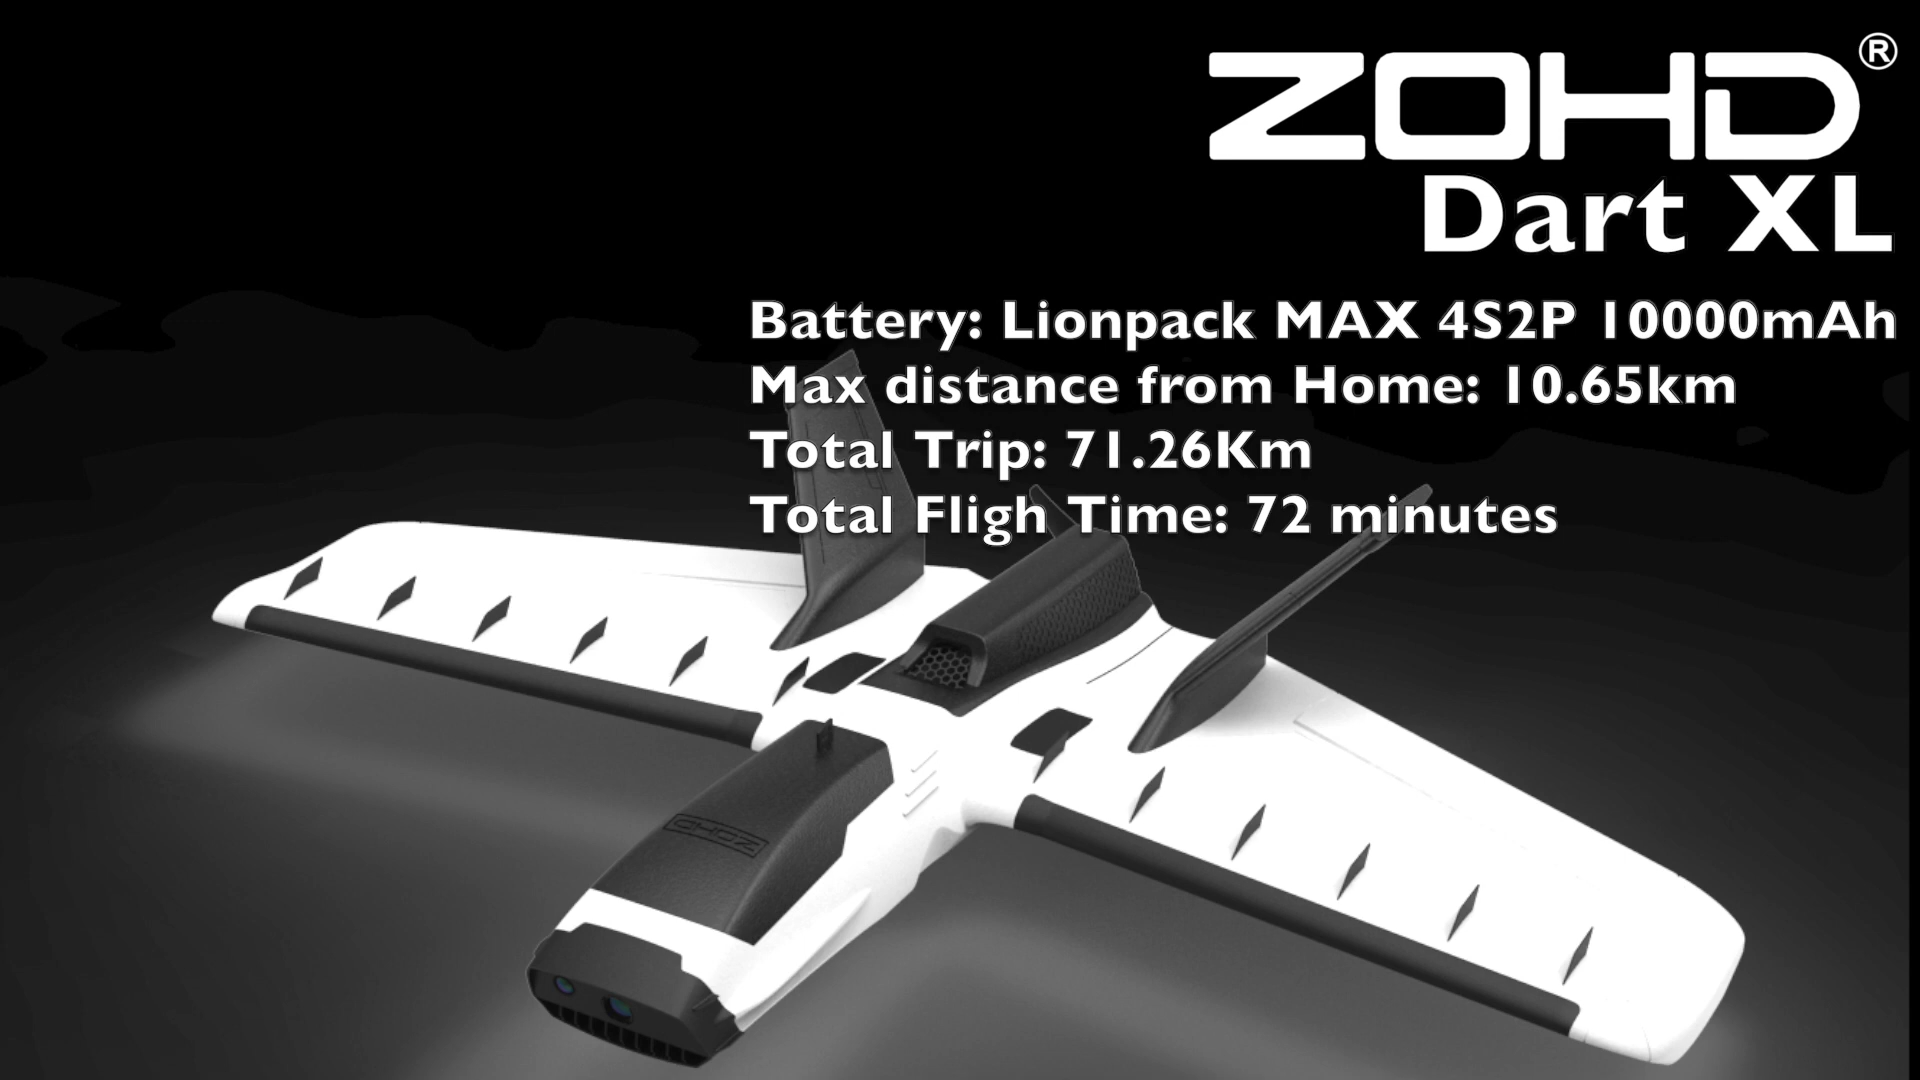 ZOHD®
Dart XL
Battery: Lionpack MAX 4S2P 10000mAh
Max distance from Home: 10.65km
Total Trip: 71.26Km
Total Fligh Time: 72 minutes
ZOHD